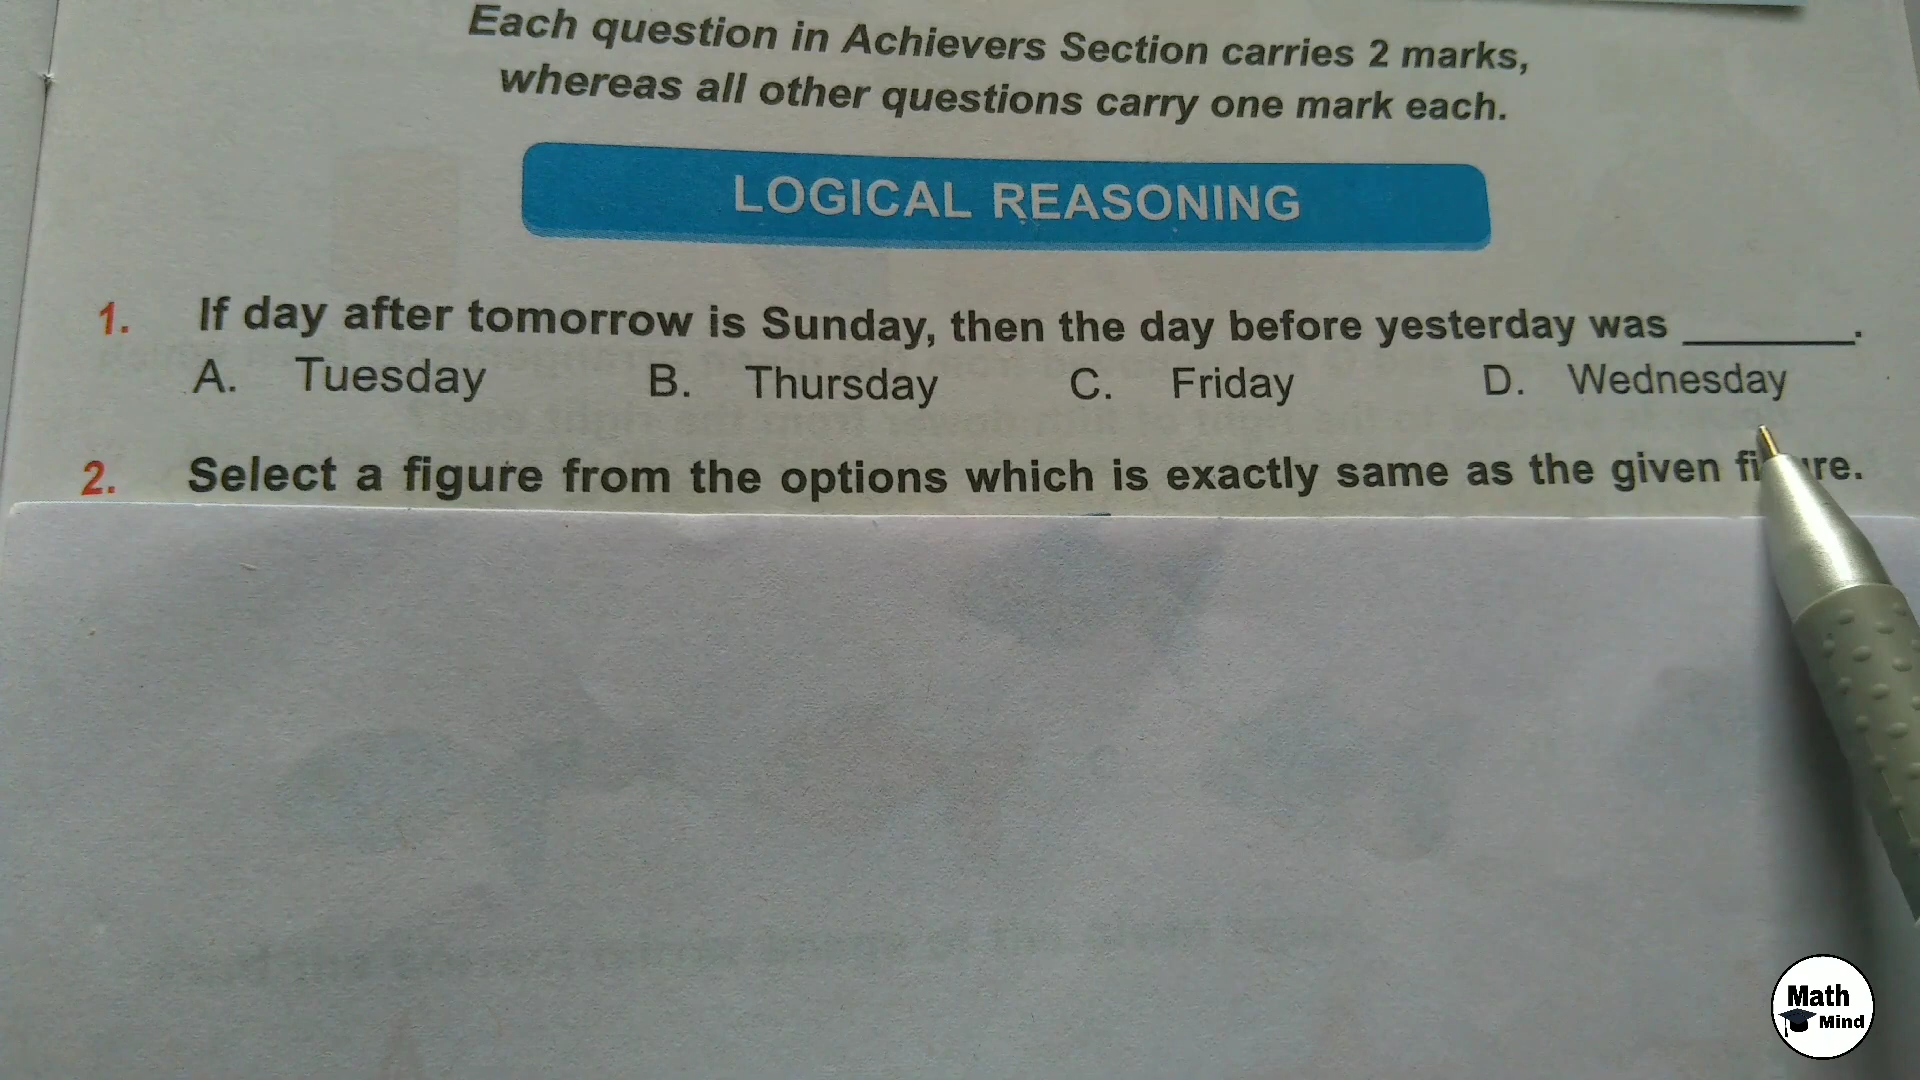 Each question in Achievers Section carries 2 marks,
whereas all other questions carry one mark each.
LOGICAL REASONING
1. If day after tomorrow is Sunday, then the day before yesterday was ________.
A. Tuesday B. Thursday C. Friday D. Wednesday
2. Select a figure from the options which is exactly same as the given
Math
Mind